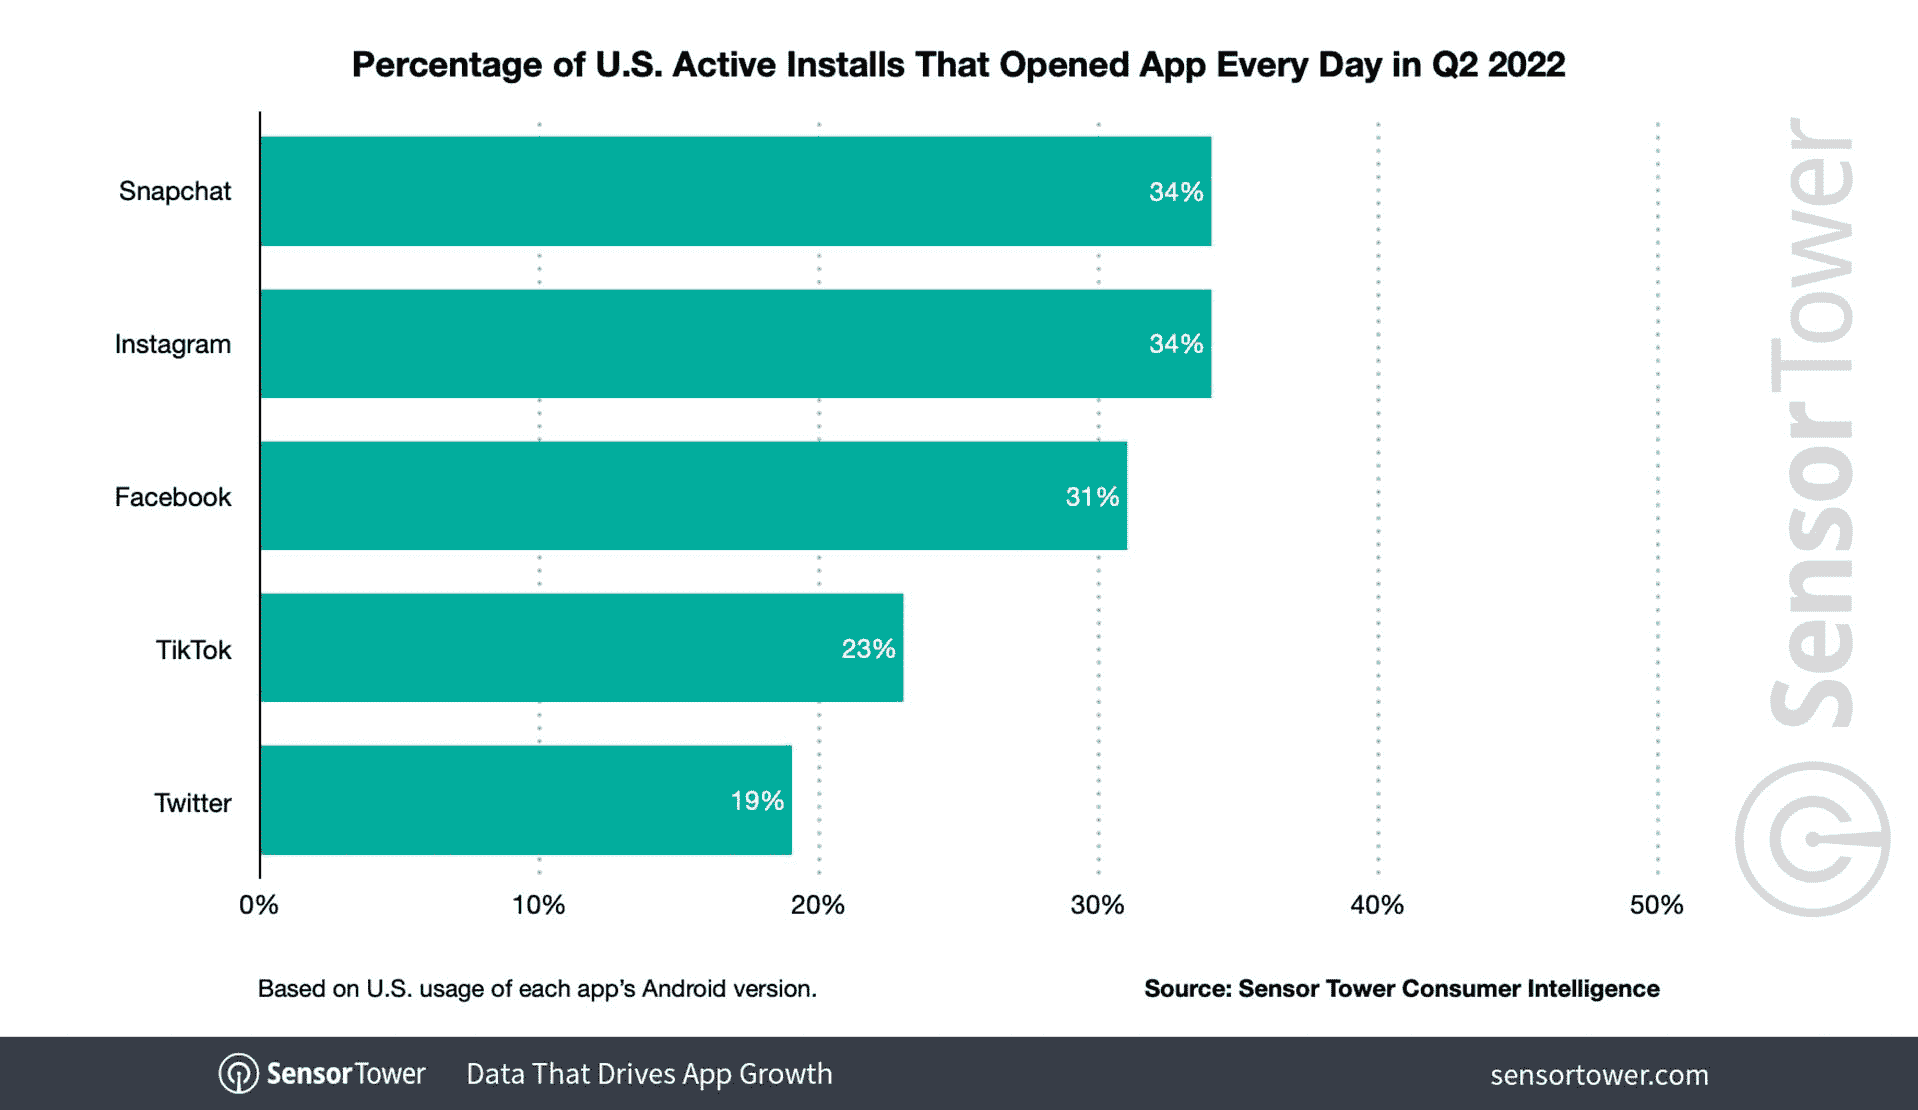 Percentage of U.S. Active Installs That Opened App Every Day in Q2 2022
Snapchat
34%
Instagram
34%
Facebook
31%
TikTok
23%
Twitter
19%
0%
10%
20%
30%
40%
50%
Based on U.S. usage of each app's Android version.
Source: Sensor Tower Consumer Intelligence
SensorTower
SensorTower
Data That Drives App Growth
sensortower.com